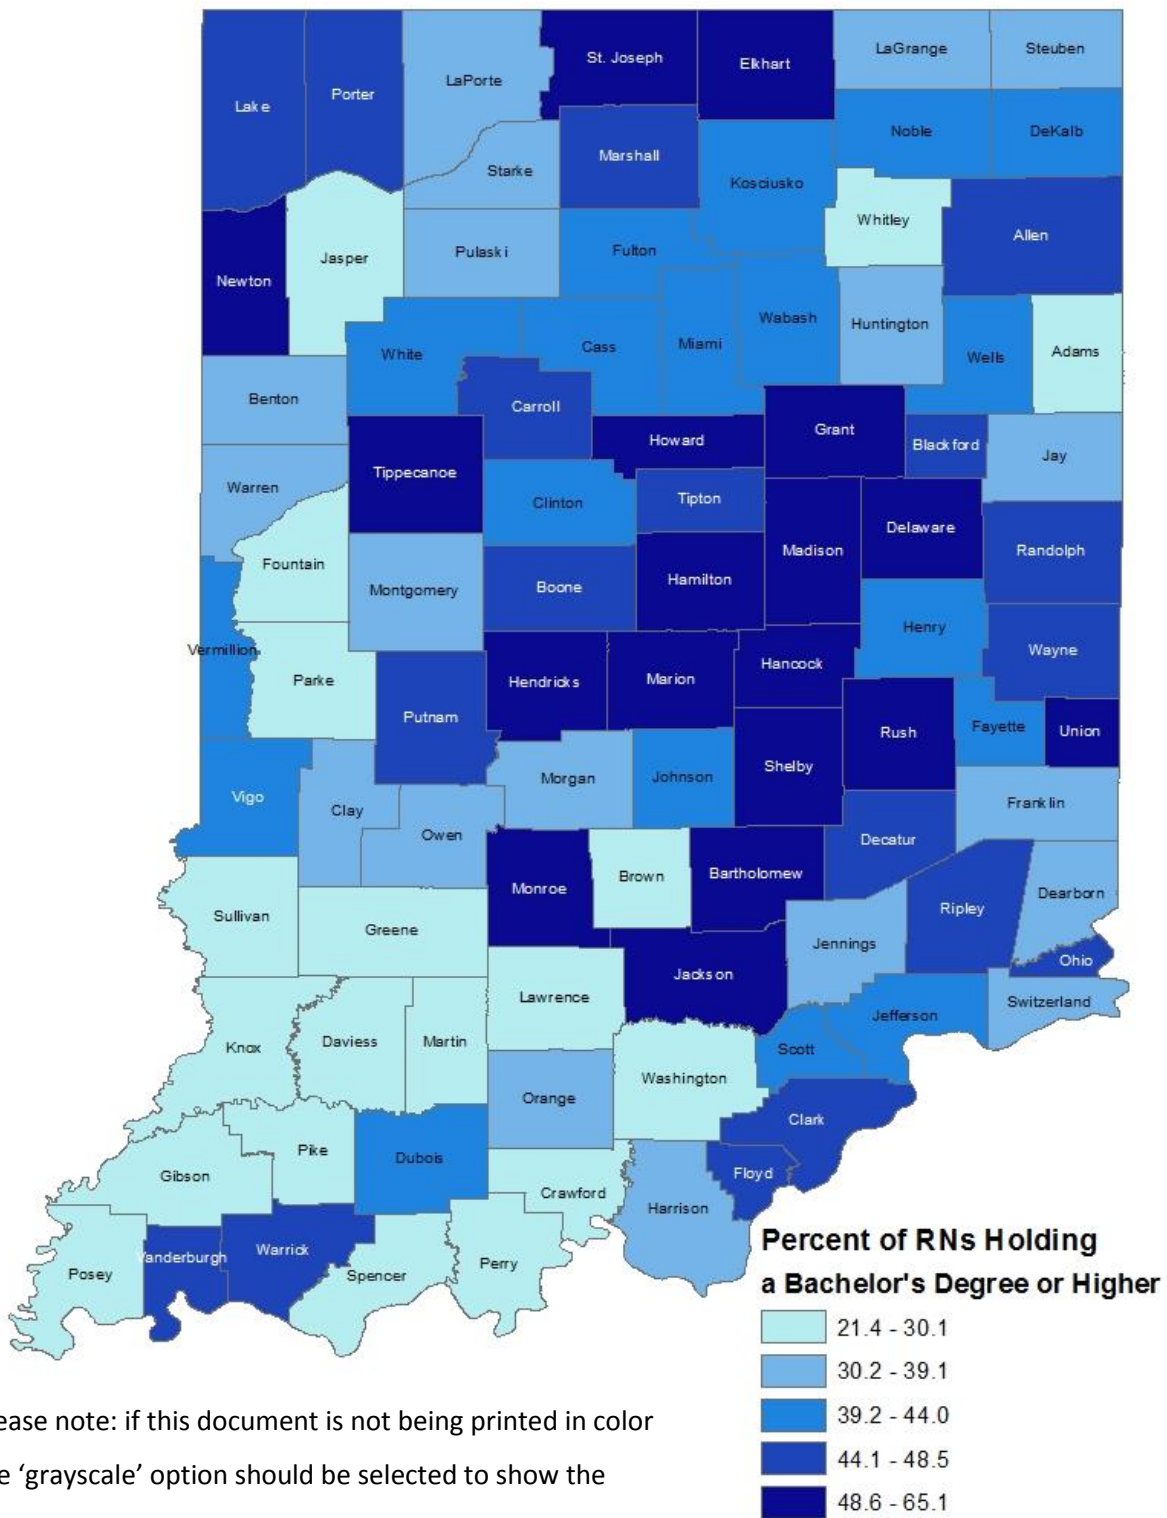 St. Joseph
Elkhart
LaGrange
Steuben
LaPorte
Lake
Porter
Noble
DeKalb
Marshall
Starke
Kosciusko
Whitley
Allen
Pulaski
Fulton
Jasper
Newton
Wabash
Huntington
Miami
Cass
White
Wells
Adams
Benton
Carroll
Grant
Howard
Blackford
Jay
Tippecanoe
Warren
Clinton
Tipton
Delaware
Madison
Randolph
Fountain
Hamilton
Boone
Montgomery
Henry
Vermillion
Wayne
Hancock
Parke
Hendricks
Marion
Putnam
Rush
Fayette
Union
Shelby
Morgan
Johnson
Vigo
Franklin
Clay
Owen
Decatur
Bartholomew
Brown
Monroe
Dearborn
Ripley
Sullivan
Greene
Jennings
Ohio
Jackson
Lawrence
Switzerland
Jefferson
Knox
Daviess
Martin
Scott
Washington
Orange
Clark
Pike
Dubois
Gibson
Floyd
Crawford
Harrison
Vanderburgh
Warrick
Perry
Posey
Spencer
Percent of RNs Holding
a Bachelor's Degree or Higher
21.4 - 30.1
30.2 - 39.1
39.2 - 44.0
44.1 - 48.5
48.6 - 65.1
ease note: if this document is not being printed in color
e ‘grayscale’ option should be selected to show the